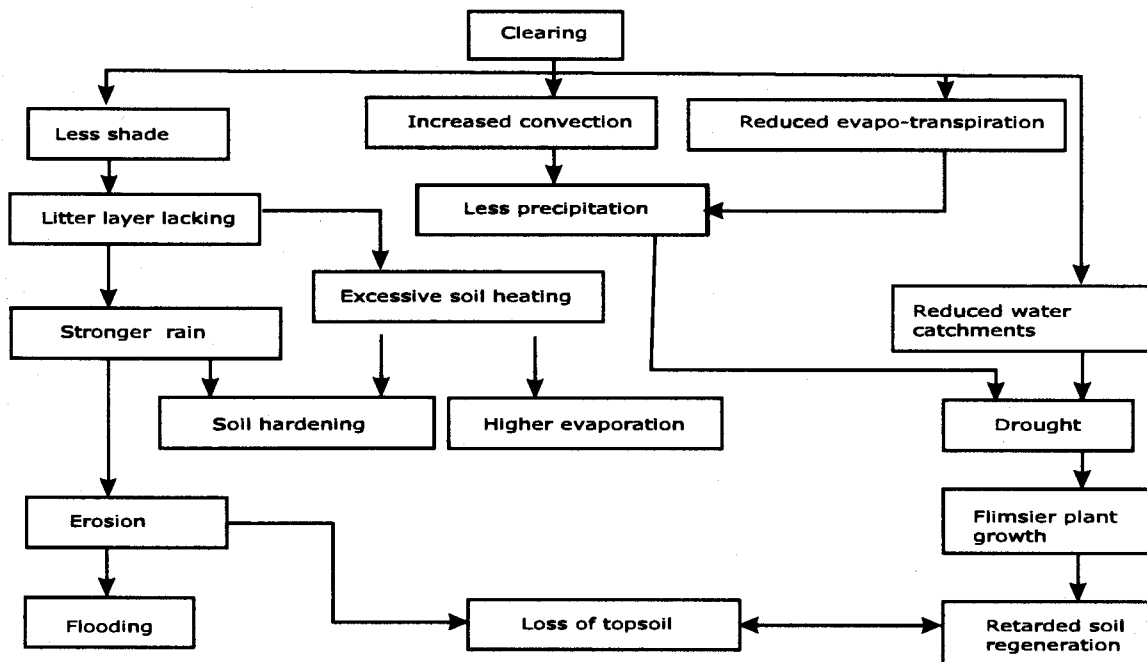 Clearing
Less shade
Increased convection
Reduced evapo-transpiration
Litter layer lacking
Less precipitation
Excessive soil heating
Stronger rain
Reduced water
catchments
Soil hardening
Higher evaporation
Drought
Erosion
Flimsier plant
growth
Flooding
Loss of topsoil
Retarded soil
regeneration